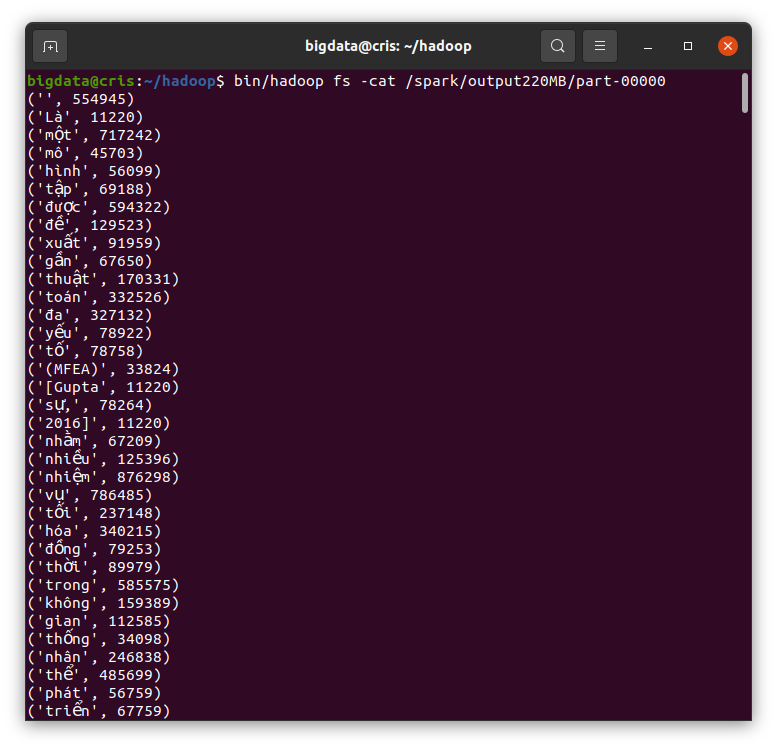 bigdata@cris: ~/hadoop
bigdata@cris:~/hadoop$ bin/hadoop fs -cat /spark/output220MB/part-00000
('', 554945)
('Là', 11220)
('một', 717242)
('mô', 45703)
('hình', 56099)
('tập', 69188)
('được', 594322)
('đề', 129523)
('xuất', 91959)
('gần', 67650)
('thuật', 170331)
('toán', 332526)
('đa', 327132)
('yếu', 78922)
('tố', 78758)
('(MFEA)', 33824)
('[Gupta', 11220)
('sự,', 78264)
('2016]', 11220)
('nhằm', 67209)
('nhiều', 125396)
('nhiệm', 876298)
('vụ', 786485)
('tối', 237148)
('hóa', 340215)
('đồng', 79253)
('thời', 89979)
('trong', 585575)
('không', 159389)
('gian', 112585)
('thống', 34098)
('nhân', 246838)
('thể', 485699)
('phát', 56759)
('triển', 67759)